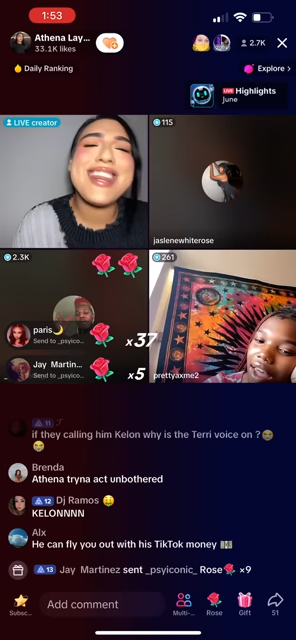 1:53
Athena Lay...
33.1K likes
2.7K
Daily Ranking
Explore >
LIVE Highlights
June
LIVE creator
115
jaslenewhiterose
2.3K
261
paris🌙
Send to _psyico...
x37
Jay Martin...
Send to _psyico...
x5
prettyaxme2
11
if they calling him Kelon why is the Terri voice on ?😂
😂
Brenda
Athena tryna act unbothered
12 Dj Ramos 🤑
KELONNNN
Alx
He can fly you out with his TikTok money 💵
13 Jay Martinez sent _psyiconic_ Rose🌹 ×9
Subsc...
Add comment
Multi-...
Rose
Gift
51